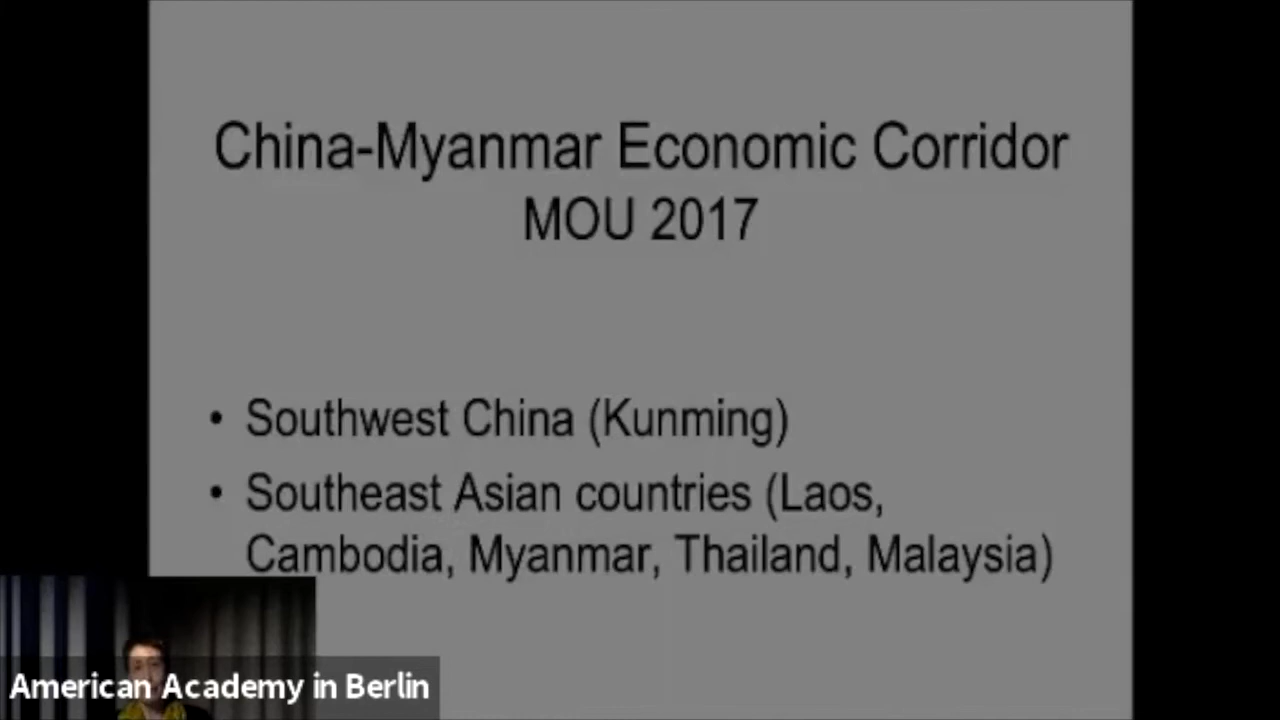 China-Myanmar Economic Corridor
MOU 2017
• Southwest China (Kunming)
• Southeast Asian countries (Laos,
Cambodia, Myanmar, Thailand, Malaysia)
American Academy in Berlin